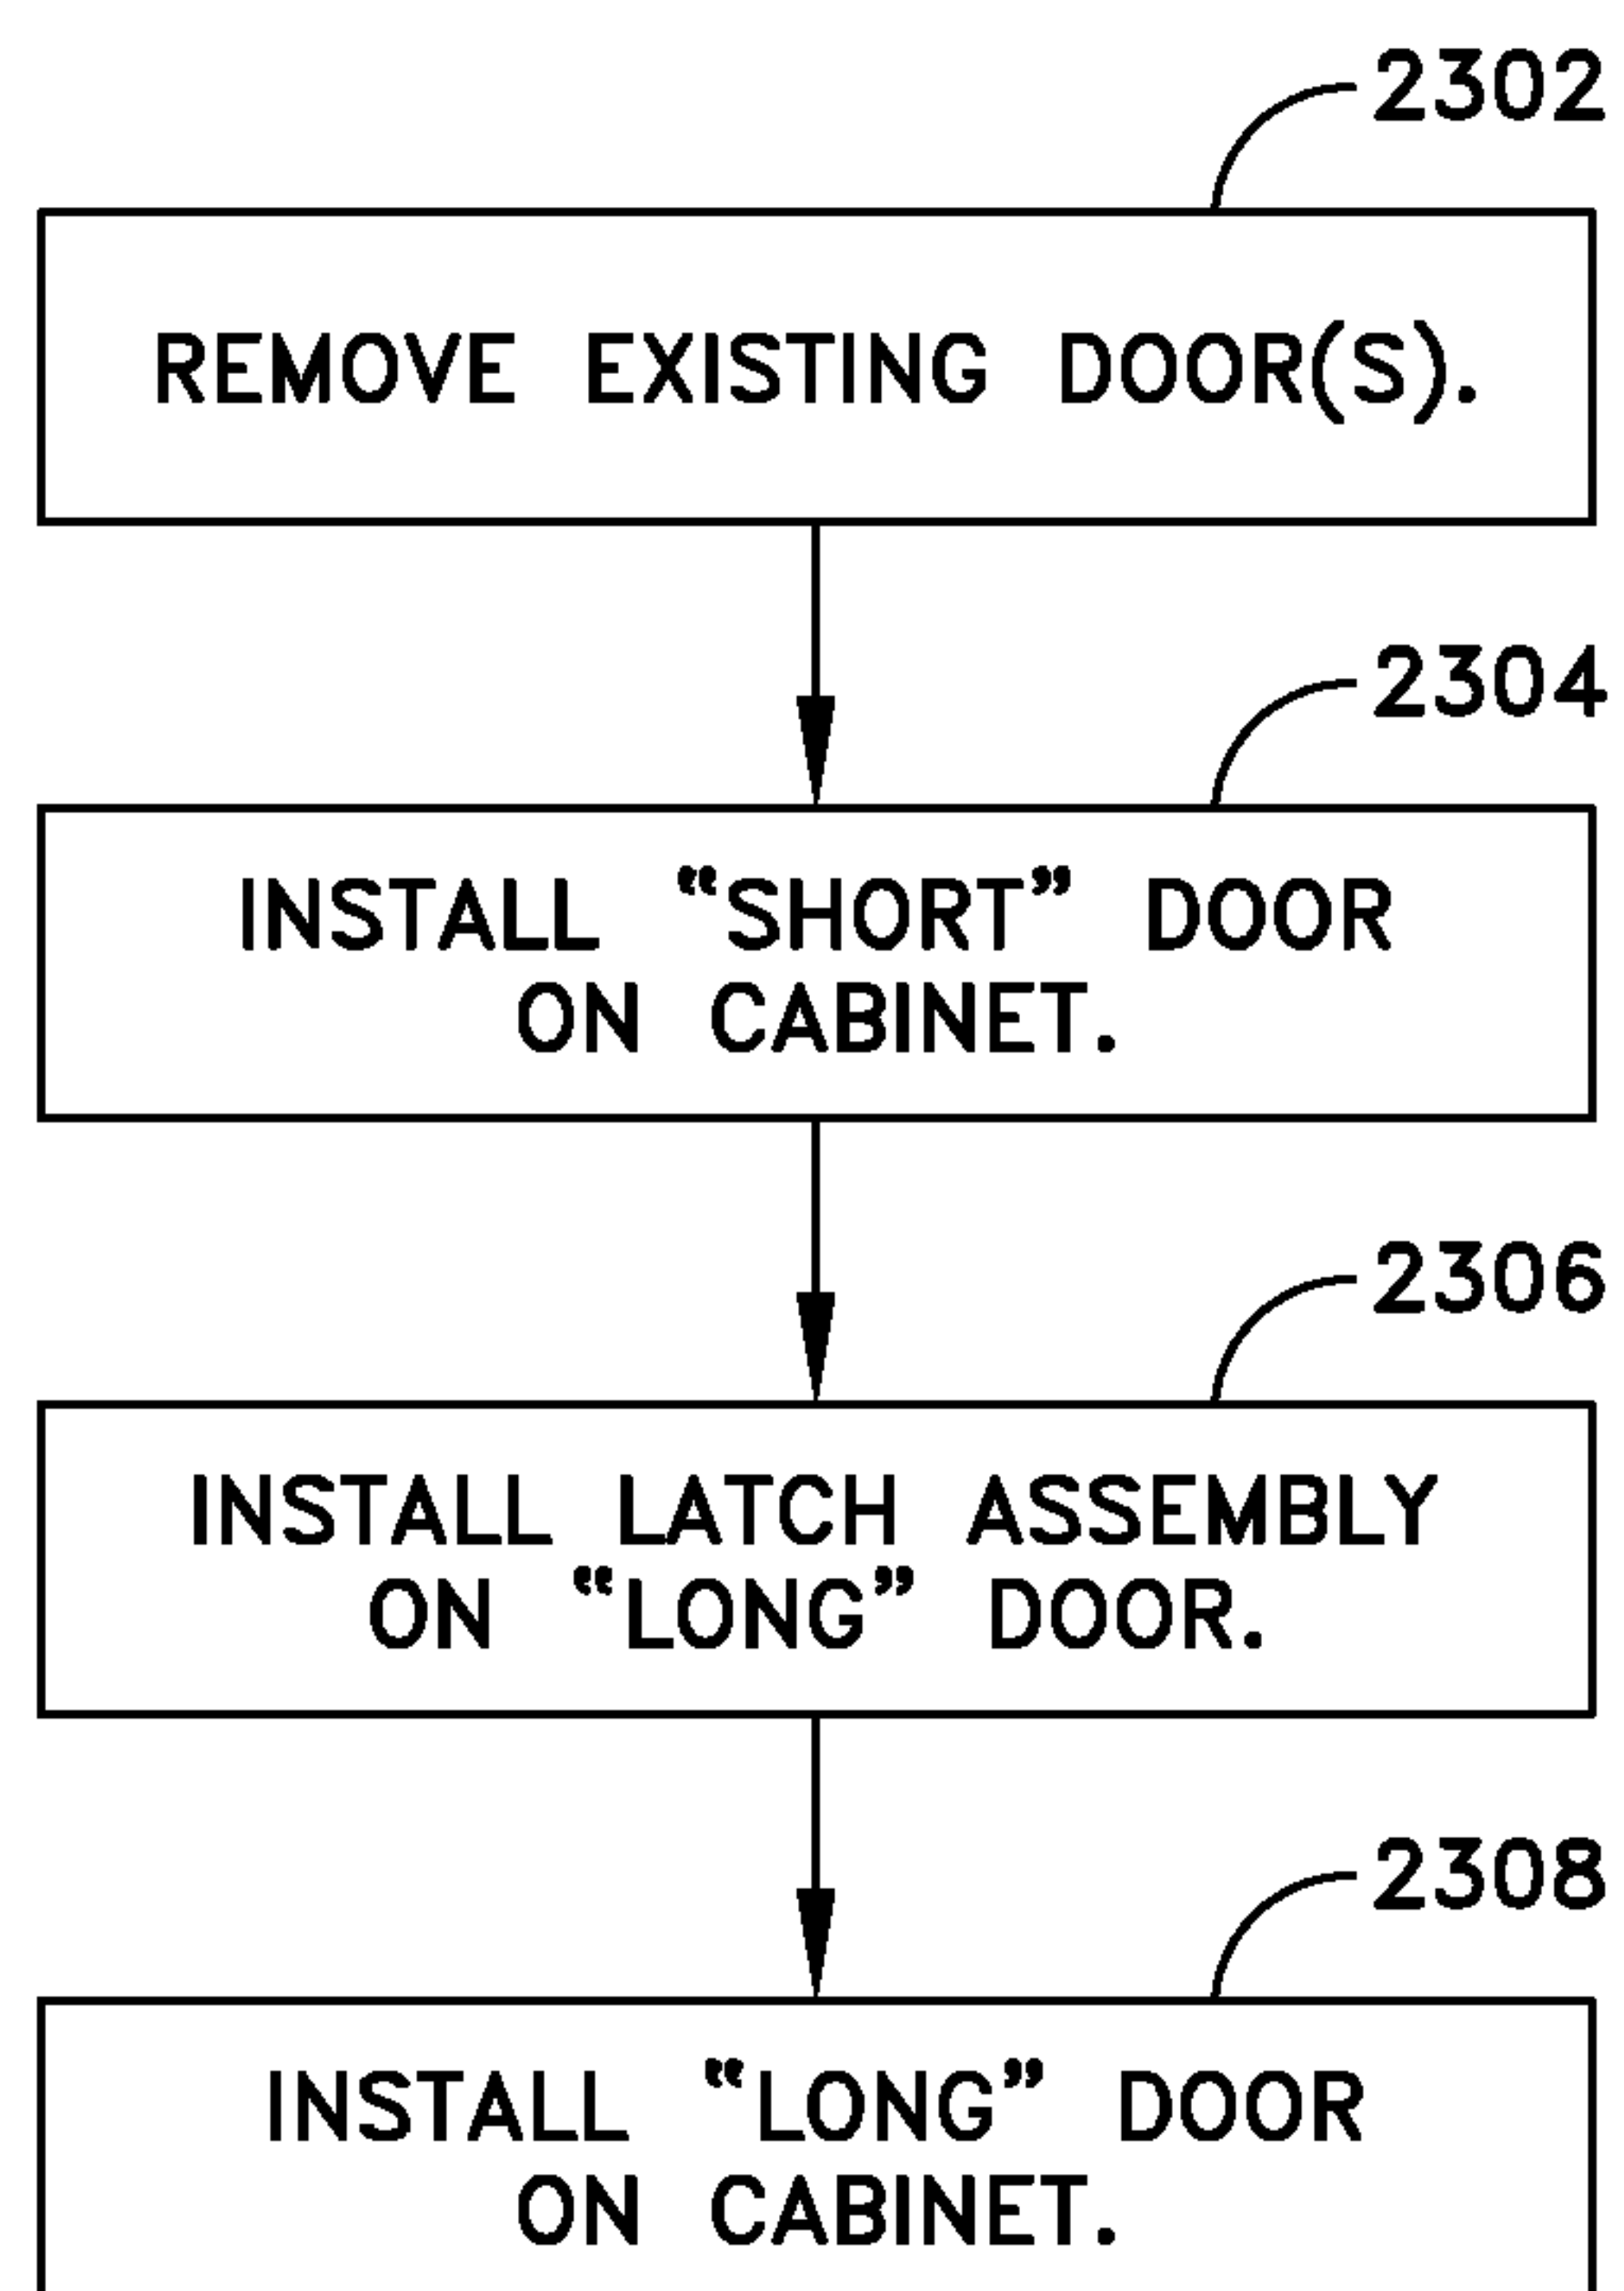 2302
REMOVE EXISTING DOOR(S).
2304
INSTALL “SHORT” DOOR
ON CABINET.
2306
INSTALL LATCH ASSEMBLY
ON “LONG” DOOR.
2308
INSTALL “LONG” DOOR
ON CABINET.